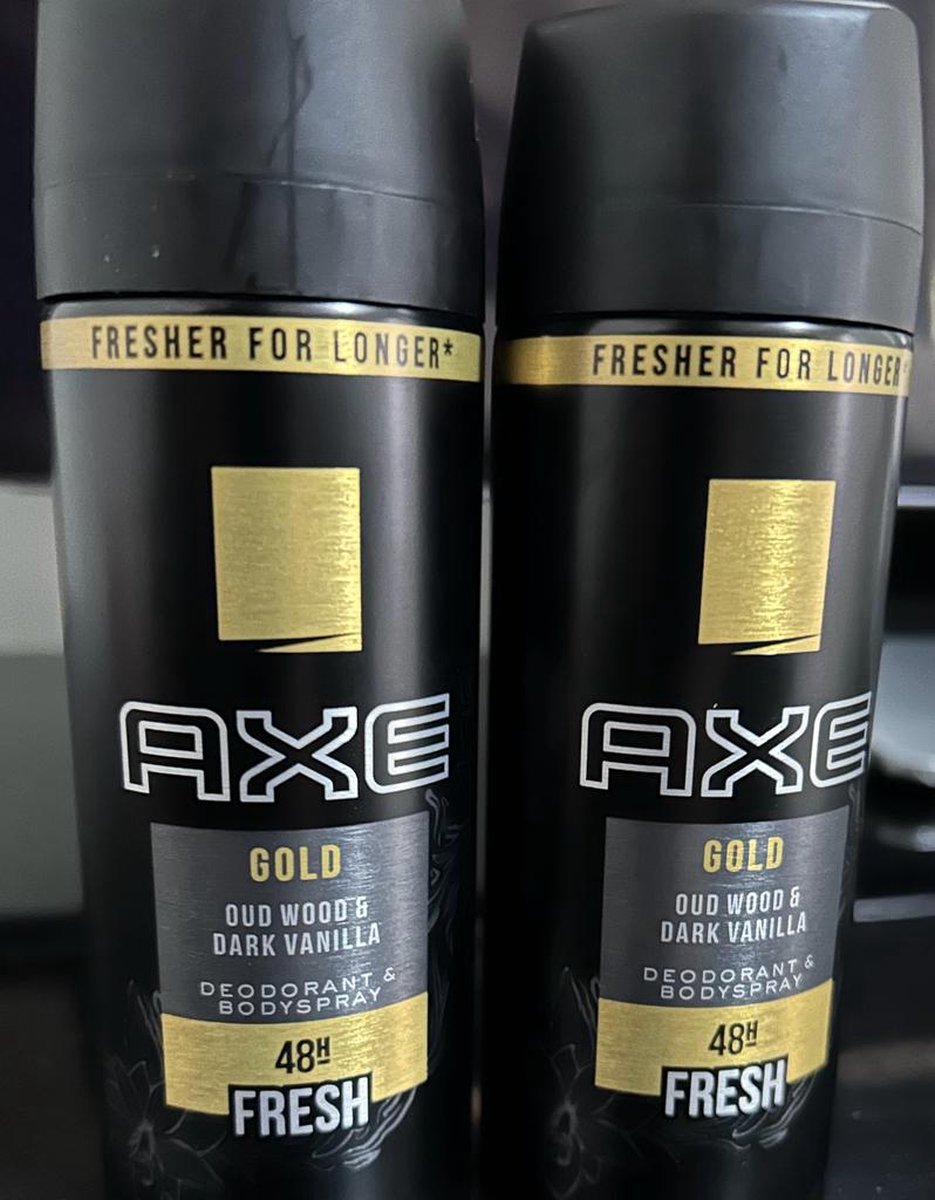 FRESHER FOR LONGER*
AXE
GOLD
OUD WOOD &
DARK VANILLA
DEODORANT &
BODYSPRAY
48H
FRESH
FRESHER FOR LONGER*
AXE
GOLD
OUD WOOD &
DARK VANILLA
DEODORANT &
BODYSPRAY
48H
FRESH